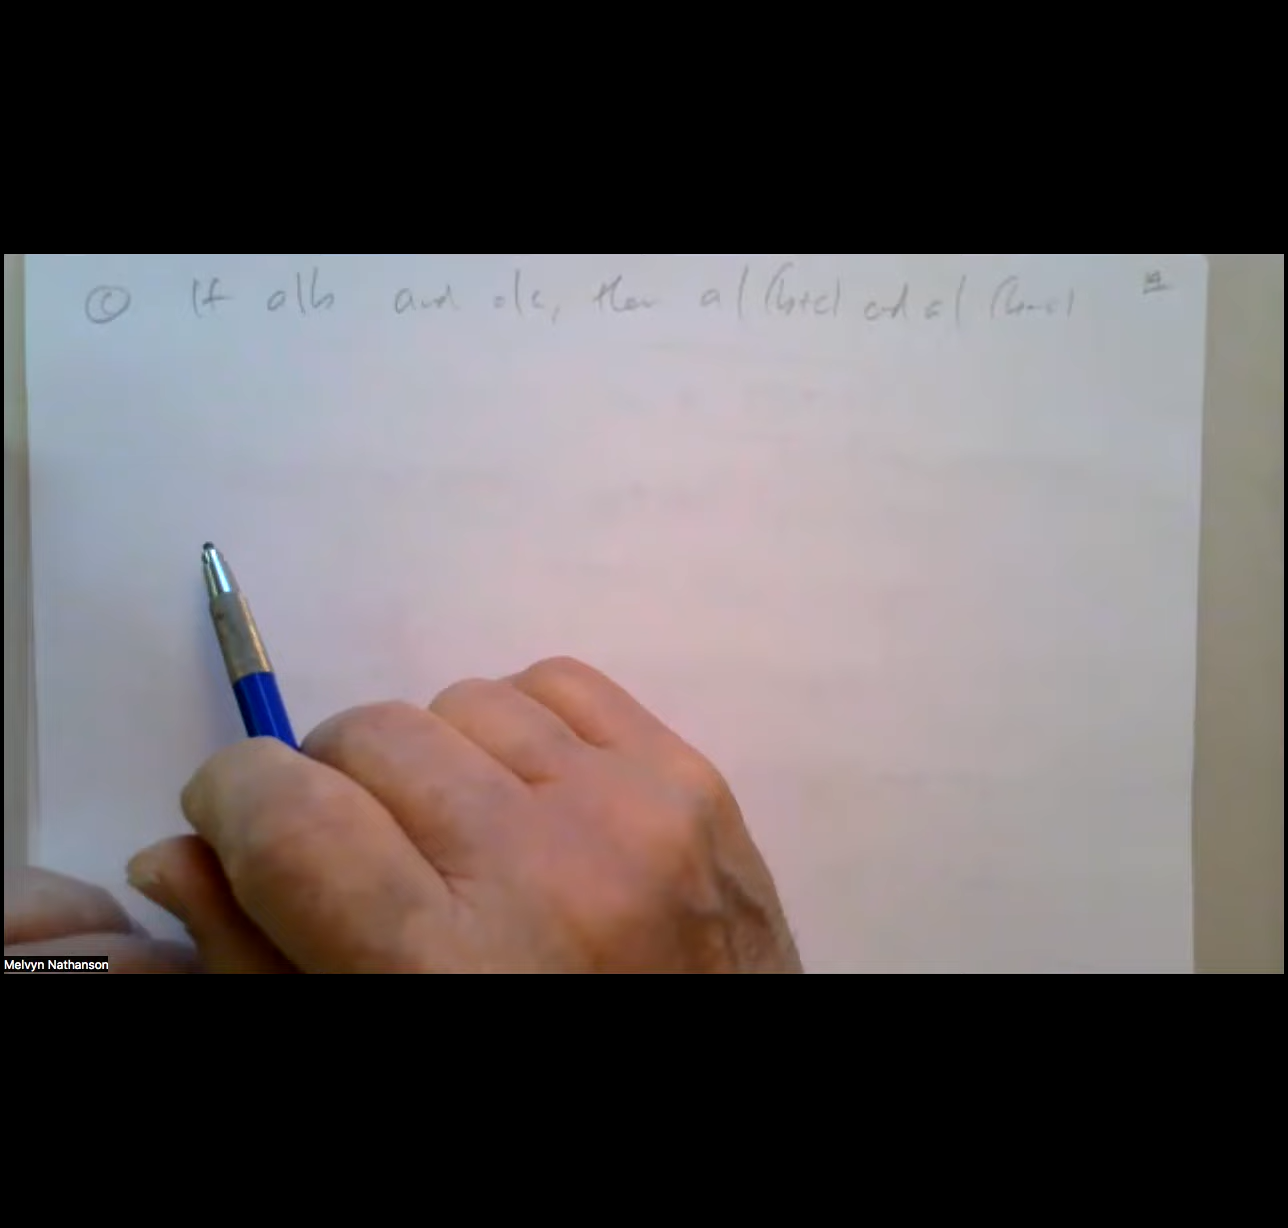 © If a|b and a|c, then a | (b+c) and a | (b-c)
Melvyn Nathanson